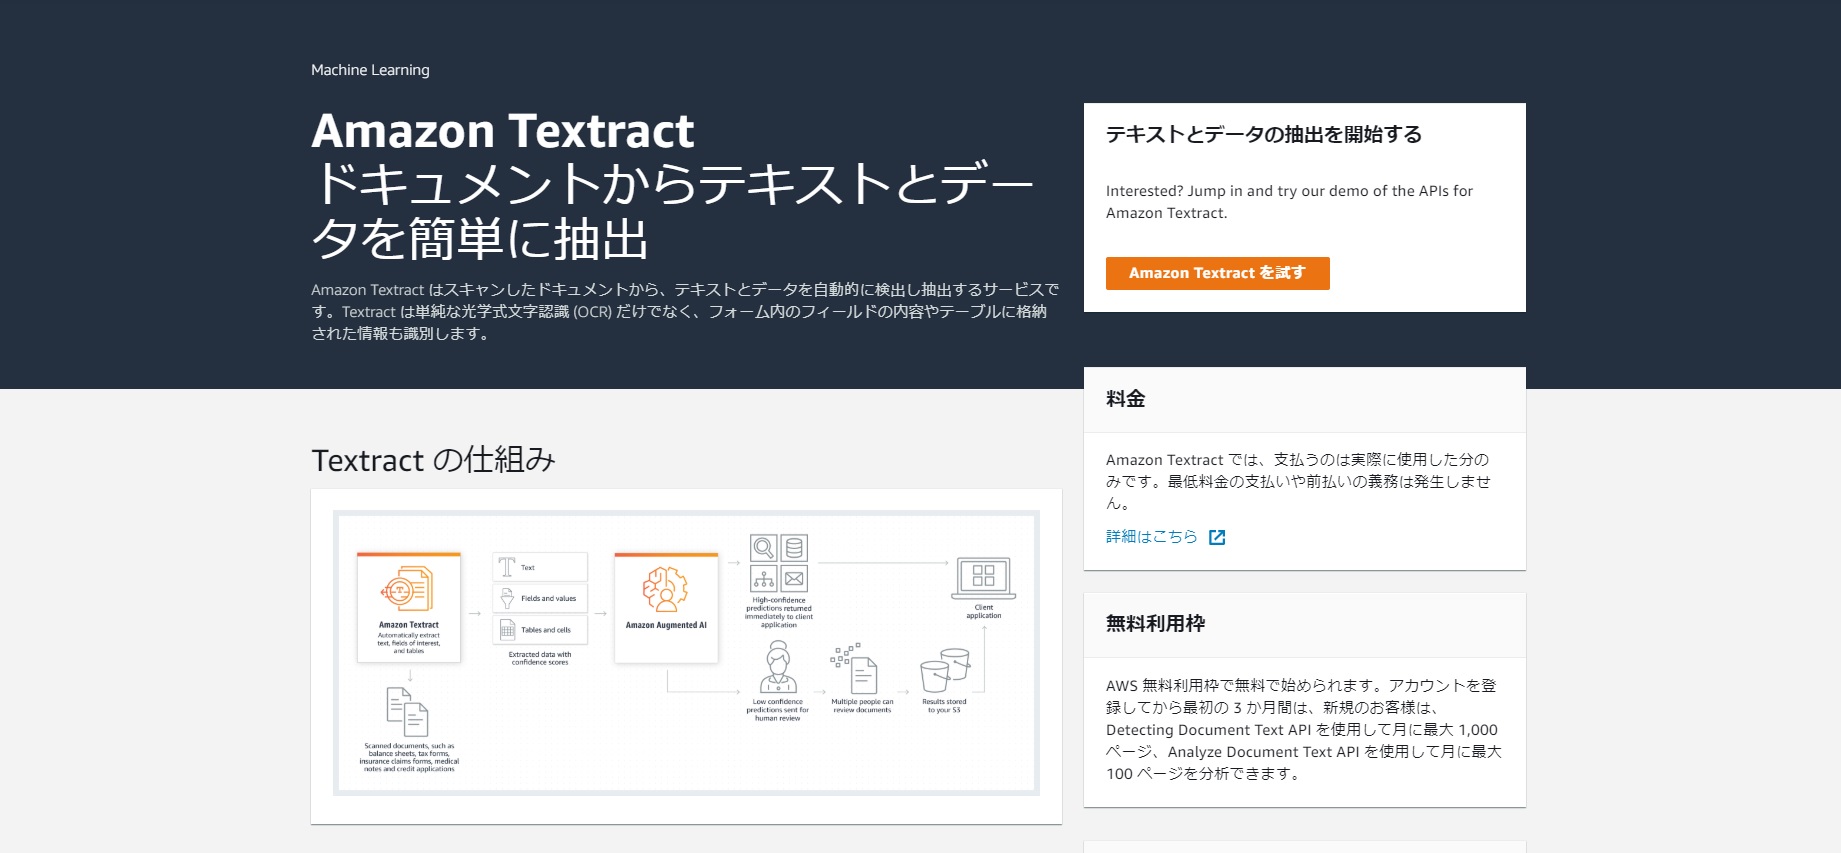 Machine Learning
Amazon Textract
ドキュメントからテキストとデー
タを簡単に抽出
Amazon Textract はスキャンしたドキュメントから、テキストとデータを自動的に検出し抽出するサービスで
す。Textract は単純な光学式文字認識 (OCR) だけでなく、フォーム内のフィールドの内容やテーブルに格納
された情報も識別します。
テキストとデータの抽出を開始する
Interested? Jump in and try our demo of the APIs for
Amazon Textract.
Amazon Textract を試す
料金
Amazon Textract では、支払うのは実際に使用した分の
みです。最低料金の支払いや前払いの義務は発生しませ
ん。
詳細はこちら
無料利用枠
AWS 無料利用枠で無料で始められます。アカウントを登
録してから最初の 3 か月間は、新規のお客様は、
Detecting Document Text API を使用して月に最大 1,000
ページ、Analyze Document Text API を使用して月に最大
100 ページを分析できます。
Textract の仕組み
Amazon Textract
Automatically extract
text, fields of interest,
and tables
Scanned documents, such as
balance sheets, tax forms,
insurance claims forms, medical
notes and credit applications
Text
Fields and values
Tables and cells
Extracted data with
confidence scores
Amazon Augmented AI
High-confidence
predictions returned
immediately to client
application
Client
application
Low confidence
predictions sent for
human review
Multiple people can
review documents
Results stored
to your S3